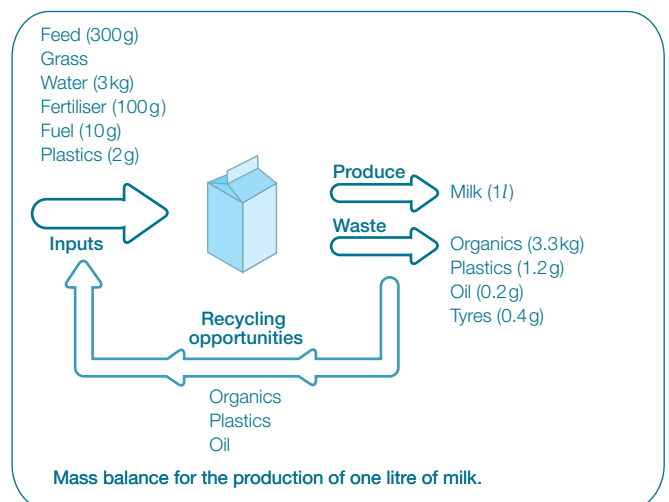 Feed (300g)
Grass
Water (3kg)
Fertiliser (100g)
Fuel (10g)
Plastics (2g)
Inputs
Produce
Milk (1l)
Waste
Organics (3.3kg)
Plastics (1.2g)
Oil (0.2g)
Tyres (0.4g)
Recycling
opportunities
Organics
Plastics
Oil
Mass balance for the production of one litre of milk.